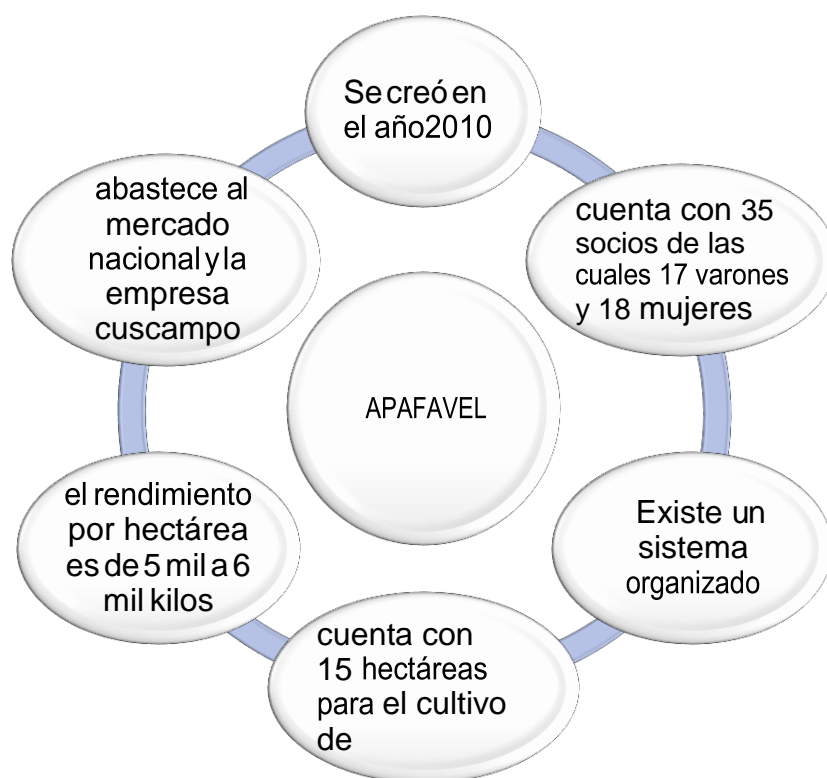 Se creó en
el año2010
cuenta con 35
socios de las
cuales 17 varones
y 18 mujeres
Existe un
sistema
organizado
cuenta con
15 hectáreas
para el cultivo
de
el rendimiento
por hectárea
es de 5 mil a 6
mil kilos
abastece al
mercado
nacional y la
empresa
cuscampo
APAFAVEL